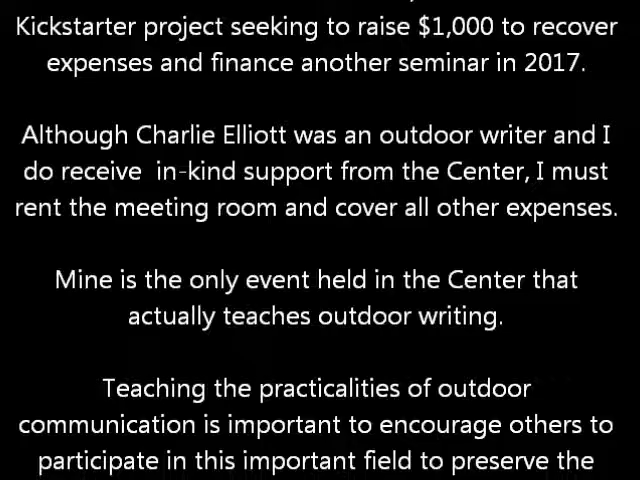 Kickstarter project seeking to raise $1,000 to recover
expenses and finance another seminar in 2017.
Although Charlie Elliott was an outdoor writer and I
do receive  in-kind support from the Center, I must
rent the meeting room and cover all other expenses.
Mine is the only event held in the Center that
actually teaches outdoor writing.
Teaching the practicalities of outdoor
communication is important to encourage others to
participate in this important field to preserve the